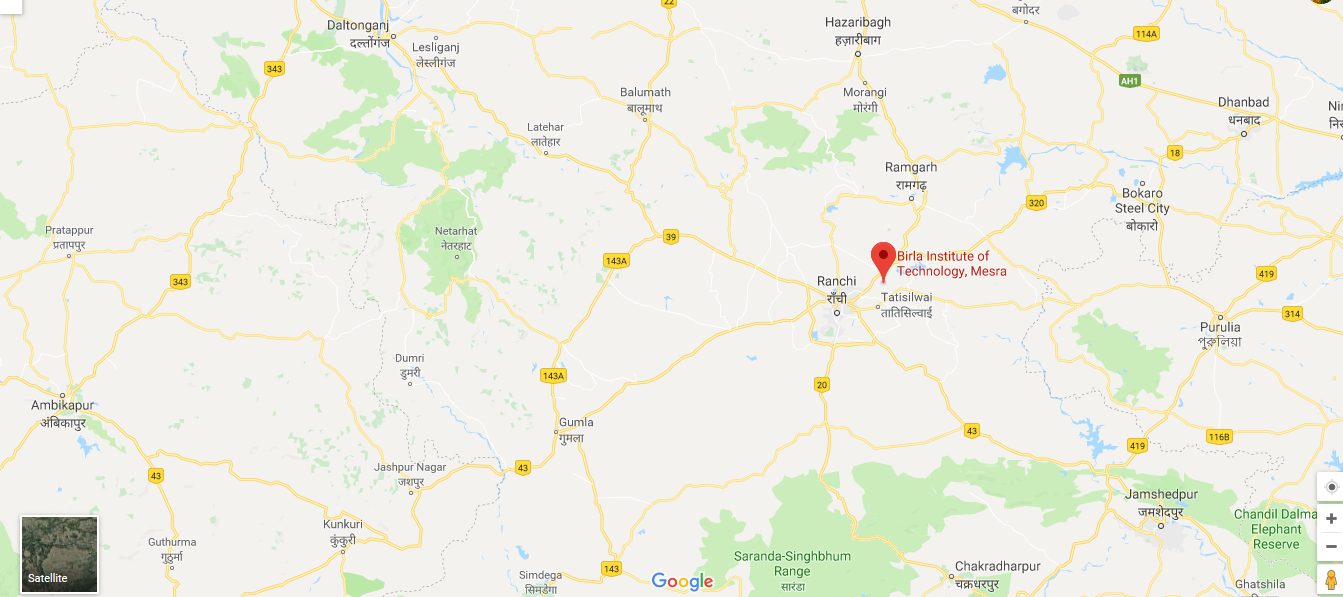 22
बगोदर
Hazaribagh
हज़ारीबाग
Daltonganj
दल्तोंगंज
114A
Lesliganj
लेस्लीगंज
343
AH1
Balumath
बालूमाथ
Morangi
मोरंगी
Dhanbad
धनबाद
Latehar
लातेहार
18
Ramgarh
रामगढ़
Bokaro
Steel City
बोकारो
320
Pratappur
प्रतापपुर
Netarhat
नेतरहाट
39
143A
Birla Institute of
Technology, Mesra
343
419
Ranchi
राँची
Tatisilwai
तातिसिल्वाई
314
Purulia
পুরুলিয়া
Dumri
डुमरी
143A
20
Ambikapur
अंबिकापुर
Gumla
गुमला
43
116B
419
43
43
Jashpur Nagar
जशपुर
Jamshedpur
जमशेदपुर
Kunkuri
कुंकुरी
Chandil Dalma
Elephant
Reserve
Guthurma
गुठुर्मा
Saranda-Singhbhum
Range
सारंडा
143
Chakradharpur
चक्रधरपुर
Simdega
सिमडेगा
Google
Satellite
Ghatshila